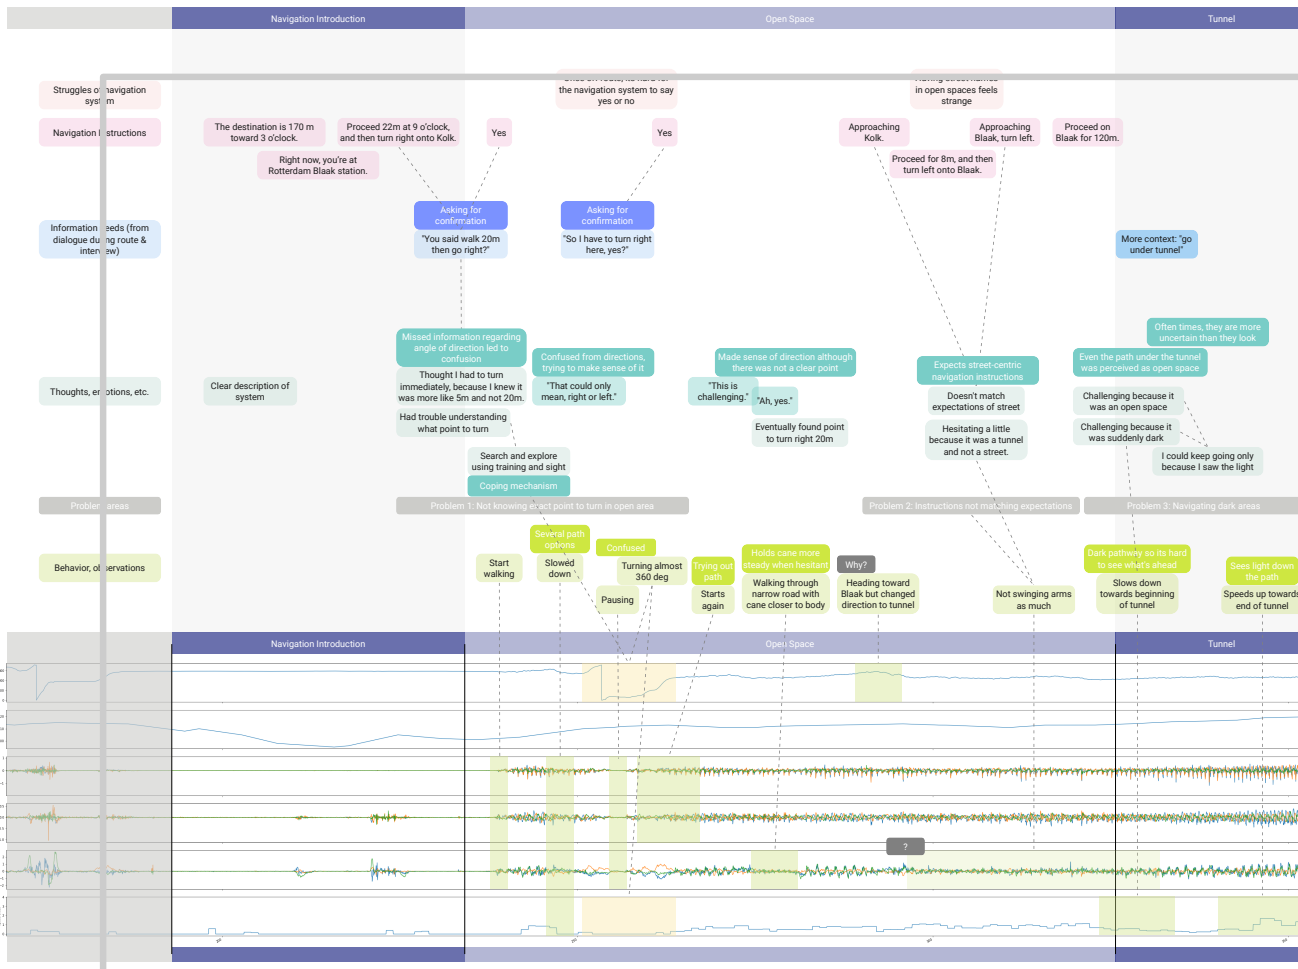 Navigation Introduction
Open Space
Tunnel
Struggles of navigation
system
the navigation system to say
yes or no
in open spaces feels
strange
Navigation Instructions
The destination is 170 m
toward 3 o'clock.
Proceed 22m at 9 o'clock,
and then turn right onto Kolk.
Yes
Yes
Approaching
Kolk.
Approaching
Blaak, turn left.
Proceed on
Blaak for 120m.
Right now, you're at
Rotterdam Blaak station.
Proceed for 8m, and then
turn left onto Blaak.
Information needs (from
dialogue during route &
interview)
Asking for
confirmation
"You said walk 20m
then go right?"
Asking for
confirmation
"So I have to turn right
here, yes?"
More context: "go
under tunnel"
Thoughts, emotions, etc.
Clear description of
system
Missed information regarding
angle of direction led to
confusion
Thought I had to turn
immediately, because I knew it
was more like 5m and not 20m.
Had trouble understanding
what point to turn
Confused from directions,
trying to make sense of it
"That could only
mean, right or left."
Search and explore
using training and sight
Coping mechanism
Made sense of direction although
there was not a clear point
"This is
challenging."
"Ah, yes."
Eventually found point
to turn right 20m
Expects street-centric
navigation instructions
Doesn't match
expectations of street
Hesitating a little
because it was a tunnel
and not a street.
Often times, they are more
uncertain than they look
Even the path under the tunnel
was perceived as open space
Challenging because it
was an open space
Challenging because it
was suddenly dark
I could keep going only
because I saw the light
Problem areas
Problem 1: Not knowing exact point to turn in open area
Problem 2: Instructions not matching expectations
Problem 3: Navigating dark areas
Behavior, observations
Start
walking
Several path
options
Slowed
down
Confused
Turning almost
360 deg
Pausing
Trying out
path
Starts
again
Holds cane more
steady when hesitant
Walking through
narrow road with
cane closer to body
Why?
Heading toward
Blaak but changed
direction to tunnel
Not swinging arms
as much
Dark pathway so its hard
to see what's ahead
Slows down
towards beginning
of tunnel
Sees light down
the path
Speeds up towards
end of tunnel
Navigation Introduction
Open Space
Tunnel
?